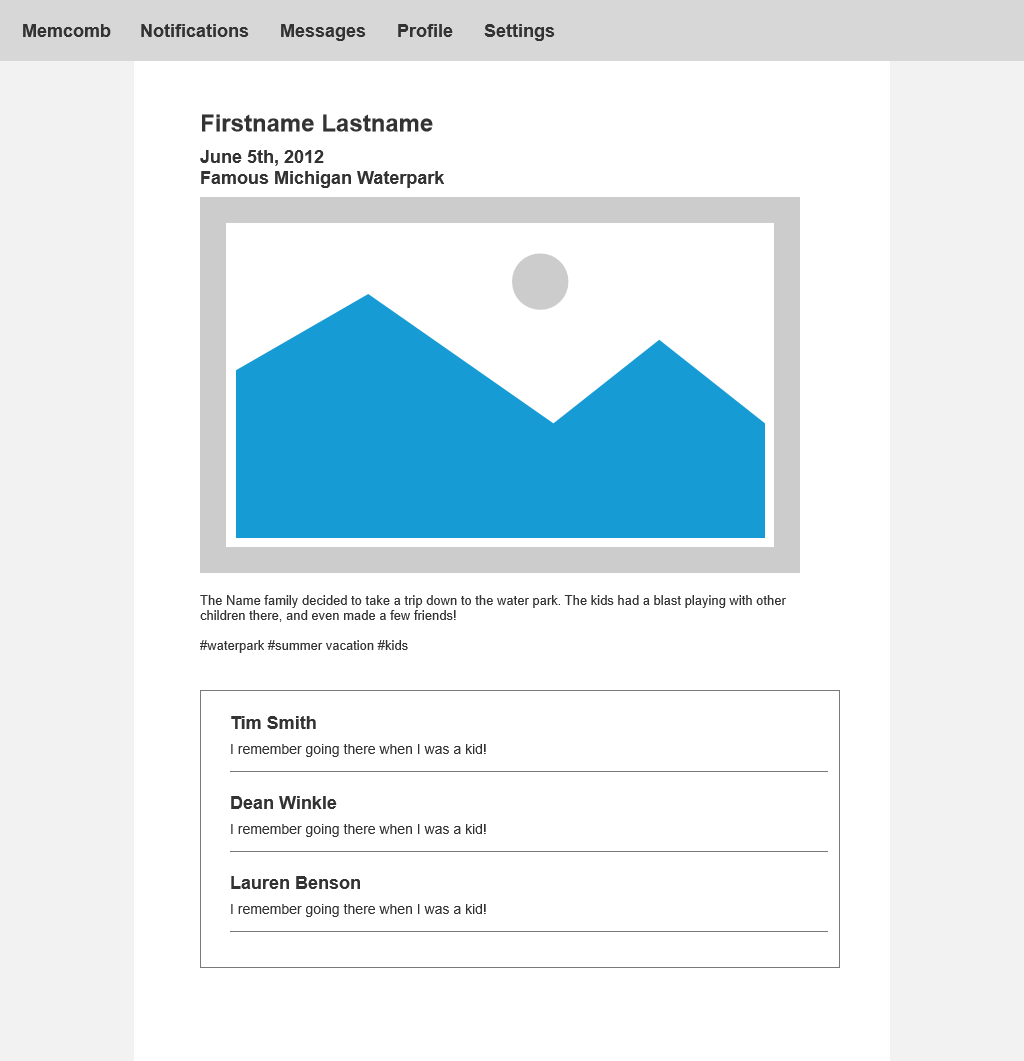 Memcomb Notifications Messages Profile Settings
Firstname Lastname
June 5th, 2012
Famous Michigan Waterpark
The Name family decided to take a trip down to the water park. The kids had a blast playing with other
children there, and even made a few friends!
#waterpark #summer vacation #kids
Tim Smith
I remember going there when I was a kid!
Dean Winkle
I remember going there when I was a kid!
Lauren Benson
I remember going there when I was a kid!